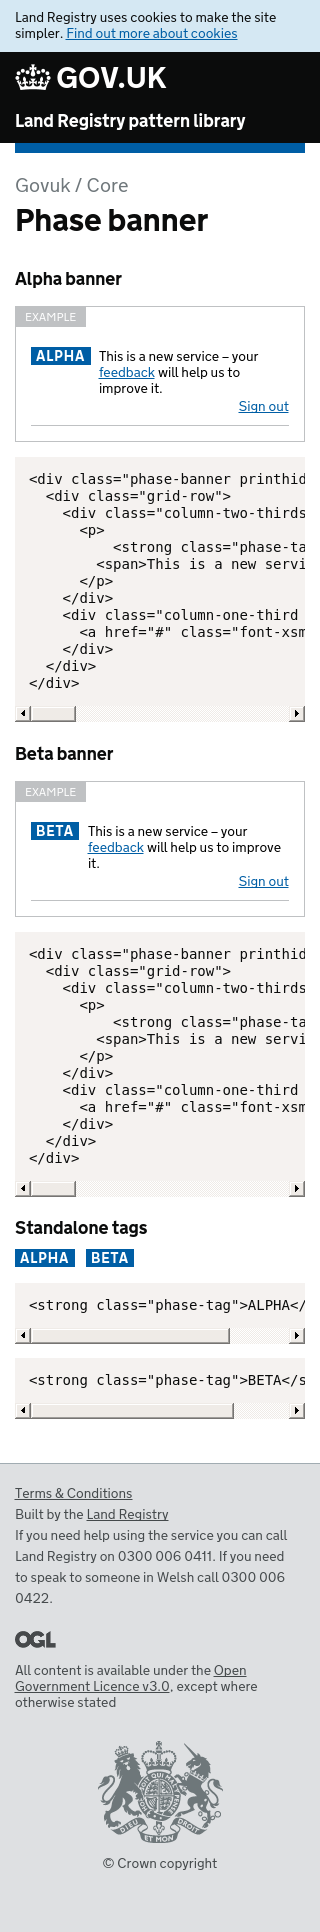 Land Registry uses cookies to make the site
simpler. Find out more about cookies
GOV.UK
Land Registry pattern library
Govuk / Core
Phase banner
Alpha banner
EXAMPLE
ALPHA This is a new service – your
feedback will help us to
improve it.
Sign out
<div class="phase-banner printhid
  <div class="grid-row">
    <div class="column-two-thirds
      <p>
          <strong class="phase-ta
        <span>This is a new servi
      </p>
    </div>
    <div class="column-one-third
      <a href="#" class="font-xsm
    </div>
  </div>
</div>
Beta banner
EXAMPLE
BETA This is a new service – your
feedback will help us to improve
it.
Sign out
<div class="phase-banner printhid
  <div class="grid-row">
    <div class="column-two-thirds
      <p>
          <strong class="phase-ta
        <span>This is a new servi
      </p>
    </div>
    <div class="column-one-third
      <a href="#" class="font-xsm
    </div>
  </div>
</div>
Standalone tags
ALPHA BETA
<strong class="phase-tag">ALPHA</
<strong class="phase-tag">BETA</s
Terms & Conditions
Built by the Land Registry
If you need help using the service you can call
Land Registry on 0300 006 0411. If you need
to speak to someone in Welsh call 0300 006
0422.
OGL
All content is available under the Open
Government Licence v3.0, except where
otherwise stated
DIEU ET MON DROIT
© Crown copyright